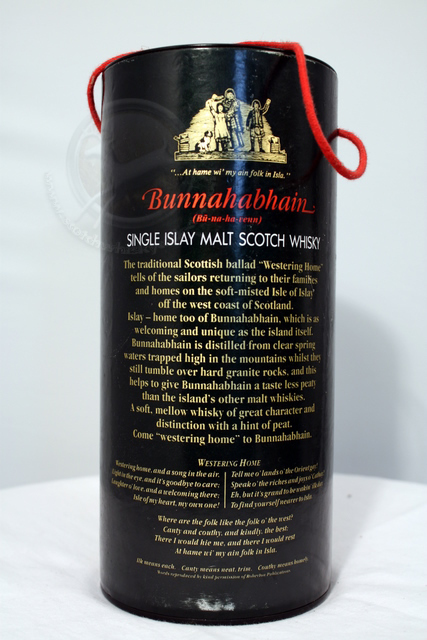 "...At hame wi' my ain folk in Isla."
Bunnahabhain
(Bū-na-ha-venn)
SINGLE ISLAY MALT SCOTCH WHISKY
The traditional Scottish ballad "Westering Home"
tells of the sailors returning to their families
and homes on the soft-misted Isle of Islay
off the west coast of Scotland.
Islay – home too of Bunnahabhain, which is as
welcoming and unique as the island itself.
Bunnahabhain is distilled from clear spring
waters trapped high in the mountains whilst they
still tumble over hard granite rocks, and this
helps to give Bunnahabhain a taste less peaty
than the island's other malt whiskies.
A soft, mellow whisky of great character and
distinction with a hint of peat.
Come "westering home" to Bunnahabhain.
WESTERING HOME
Westering home, and a song in the air,
Light in the eye, and it's goodbye to care;
Laughter o' love, and a welcoming there;
Isle of my heart, my own one!
Tell me o' lands o' the Orient gay!
Speak o' the riches and joys o' Cathay!
Eh, but it's grand to be wakin' ilk day
To find yourself nearer to Isla.
Where are the folk like the folk o' the west?
Canty and couthy, and kindly, the best;
There I would hie me, and there I would rest
At hame wi' my ain folk in Isla.
Ilk means each. Canty means neat, trim. Couthy means homely.
Words reproduced by kind permission of Roberton Publications.